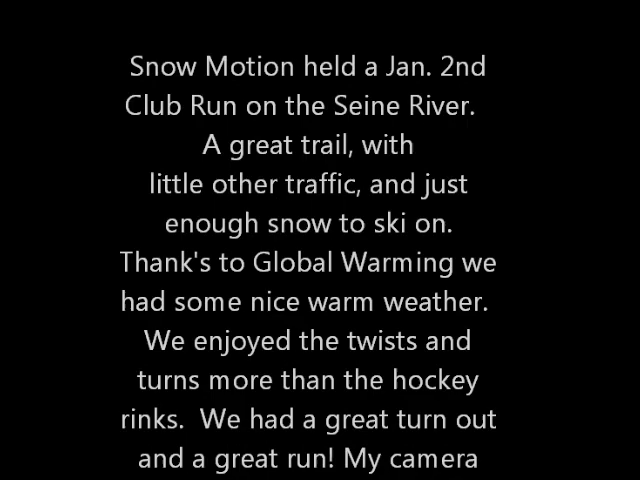 Snow Motion held a Jan. 2nd
Club Run on the Seine River.
A great trail, with
little other traffic, and just
enough snow to ski on.
Thank's to Global Warming we
had some nice warm weather.
We enjoyed the twists and
turns more than the hockey
rinks.  We had a great turn out
and a great run! My camera